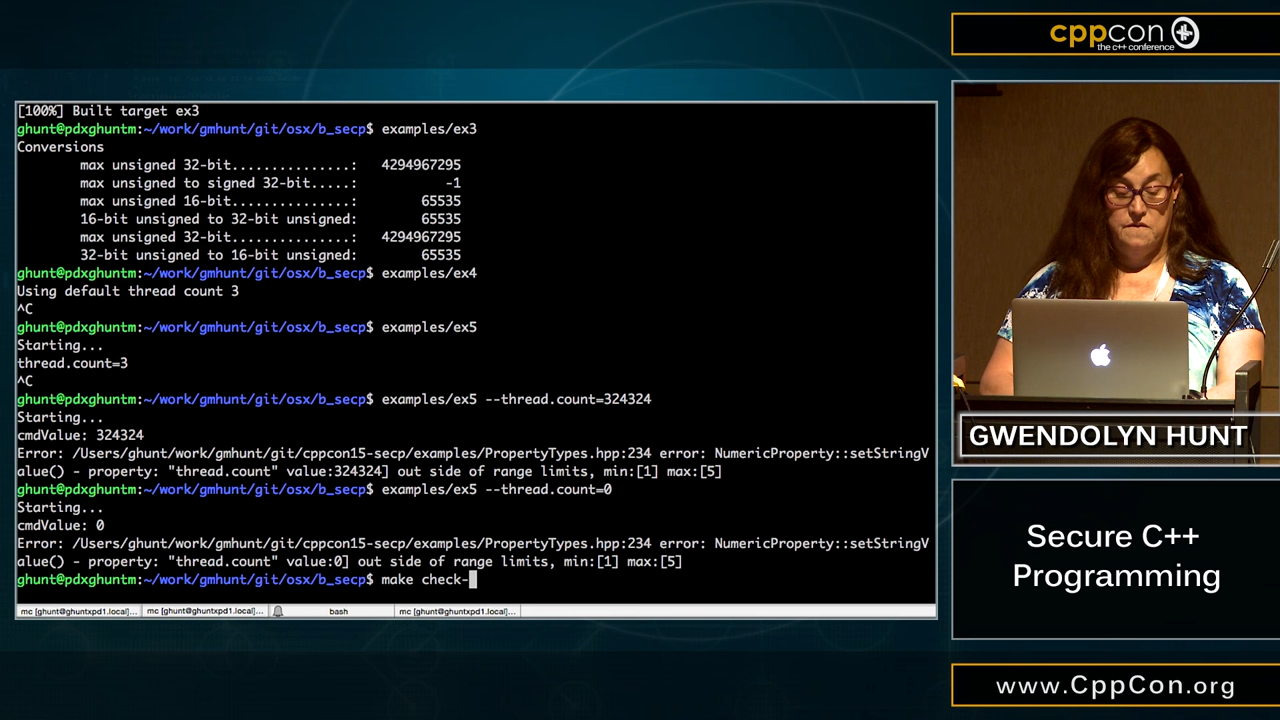 cppcon
the c++ conference
[100%] Built target ex3
ghunt@pdxghuntm:~/work/gmhunt/git/osx/b_secp$ examples/ex3
Conversions
max unsigned 32-bit...............: 4294967295
max unsigned to signed 32-bit.....: -1
max unsigned 16-bit...............: 65535
16-bit unsigned to 32-bit unsigned: 65535
max unsigned 32-bit...............: 4294967295
32-bit unsigned to 16-bit unsigned: 65535
ghunt@pdxghuntm:~/work/gmhunt/git/osx/b_secp$ examples/ex4
Using default thread count 3
^C
ghunt@pdxghuntm:~/work/gmhunt/git/osx/b_secp$ examples/ex5
Starting...
thread.count=3
^C
ghunt@pdxghuntm:~/work/gmhunt/git/osx/b_secp$ examples/ex5 --thread.count=324324
Starting...
cmdValue: 324324
Error: /Users/ghunt/work/gmhunt/git/cppcon15-secp/examples/PropertyTypes.hpp:234 error: NumericProperty::setStringV
alue() - property: "thread.count" value:324324] out side of range limits, min:[1] max:[5]
ghunt@pdxghuntm:~/work/gmhunt/git/osx/b_secp$ examples/ex5 --thread.count=0
Starting...
cmdValue: 0
Error: /Users/ghunt/work/gmhunt/git/cppcon15-secp/examples/PropertyTypes.hpp:234 error: NumericProperty::setStringV
alue() - property: "thread.count" value:0] out side of range limits, min:[1] max:[5]
ghunt@pdxghuntm:~/work/gmhunt/git/osx/b_secp$ make check-
mc [ghunt@ghuntxpd1.local]... mc [ghunt@ghuntxpd1.local]... bash mc [ghunt@ghuntxpd1.local]...
GWENDOLYN HUNT
Secure C++
Programming
www.CppCon.org